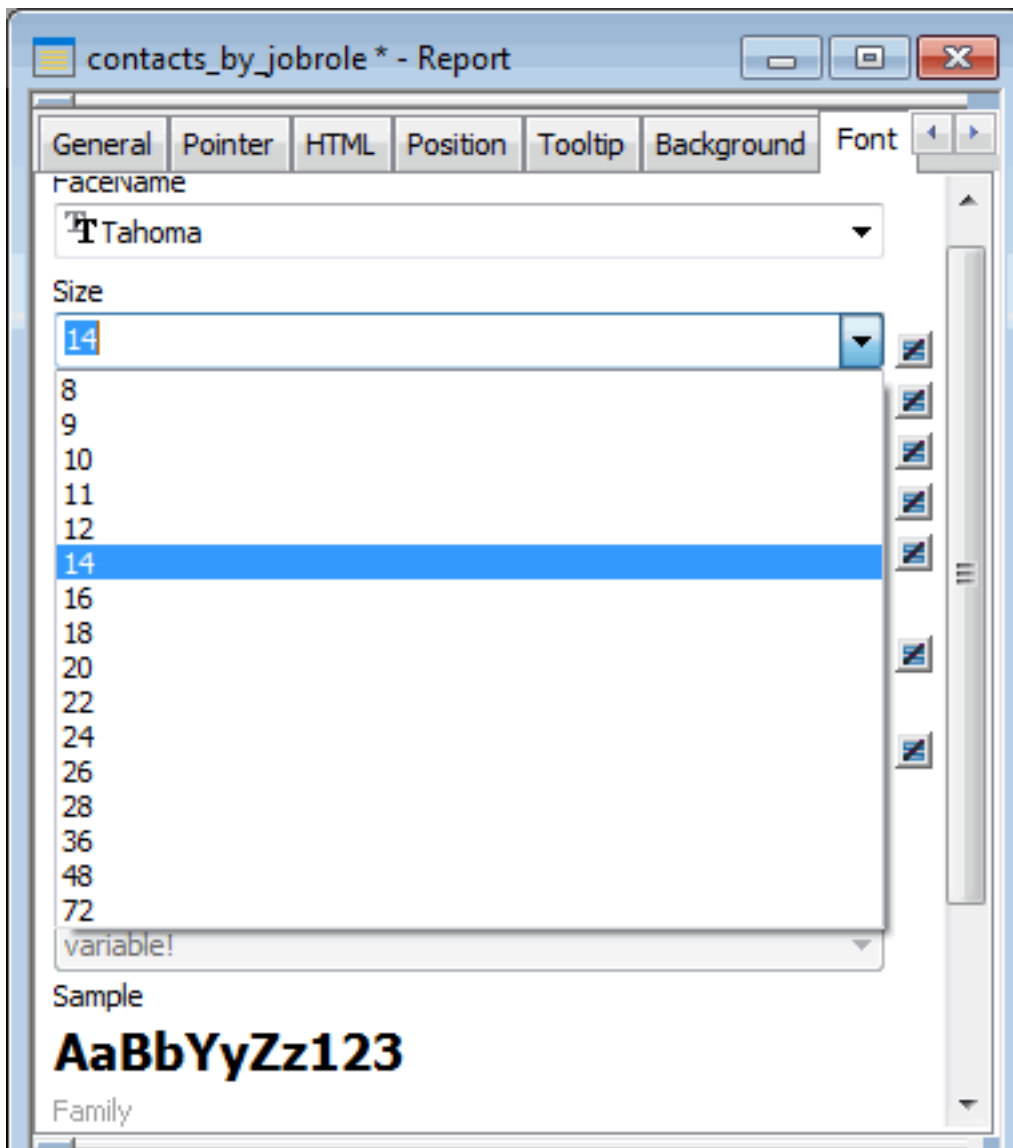 contacts_by_jobrole * - Report
General Pointer HTML Position Tooltip Background Font
FaceName
Tahoma
Size
14
8
9
10
11
12
14
16
18
20
22
24
26
28
36
48
72
variable!
Sample
AaBbYyZz123
Family